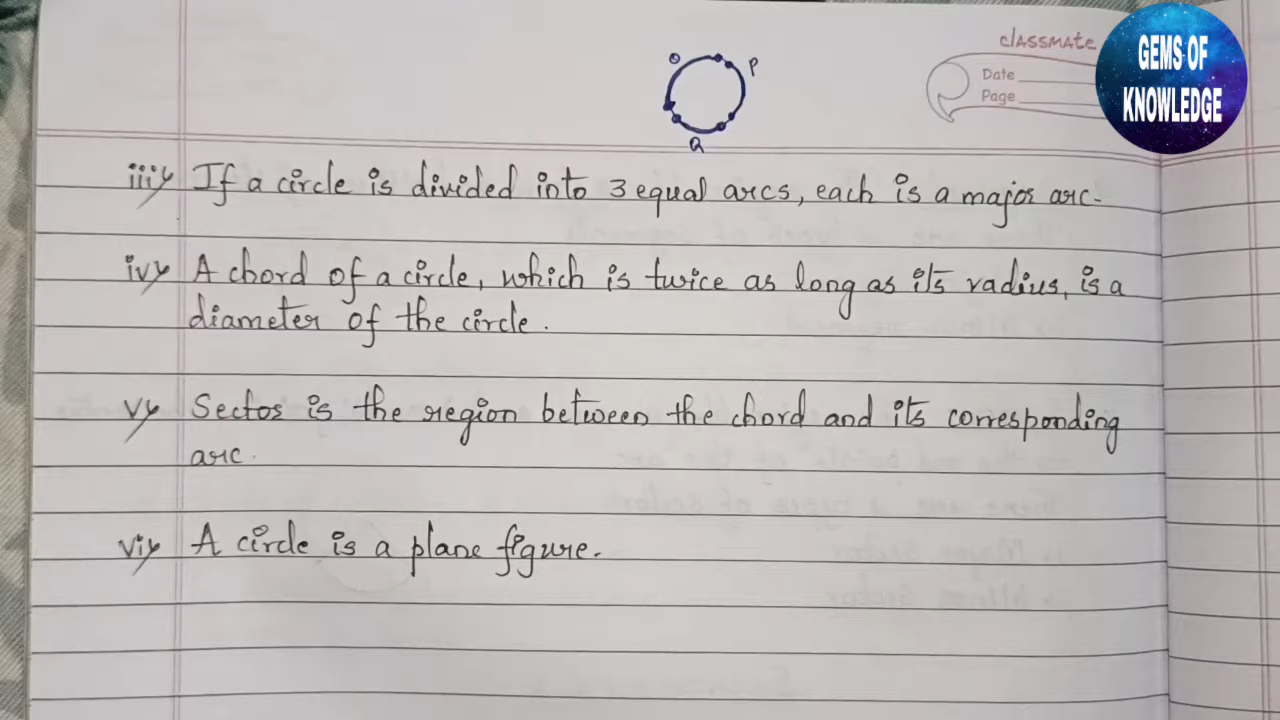 classmate
Date
Page
GEMS OF
KNOWLEDGE
O
P
Q
iii) If a circle is divided into 3 equal arcs, each is a major arc.
iv) A chord of a circle, which is twice as long as its radius, is a
diameter of the circle.
v) Sector is the region between the chord and its corresponding
arc.
vi) A circle is a plane figure.